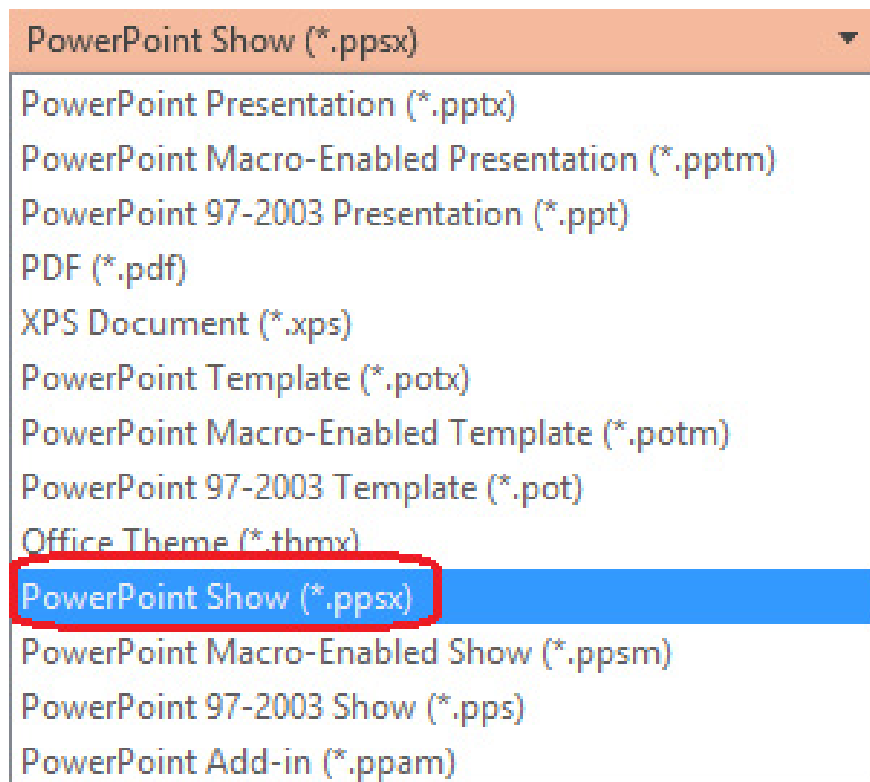 PowerPoint Show (*.ppsx)
PowerPoint Presentation (*.pptx)
PowerPoint Macro-Enabled Presentation (*.pptm)
PowerPoint 97-2003 Presentation (*.ppt)
PDF (*.pdf)
XPS Document (*.xps)
PowerPoint Template (*.potx)
PowerPoint Macro-Enabled Template (*.potm)
PowerPoint 97-2003 Template (*.pot)
Office Theme (*.thmx)
PowerPoint Show (*.ppsx)
PowerPoint Macro-Enabled Show (*.ppsm)
PowerPoint 97-2003 Show (*.pps)
PowerPoint Add-in (*.ppam)